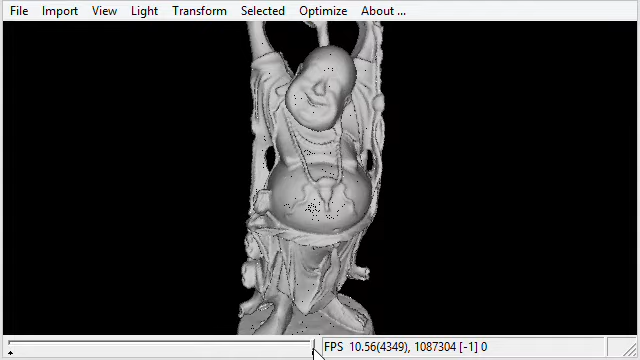 File Import View Light Transform Selected Optimize About ...
FPS 10.56(4349), 1087304 [-1] 0